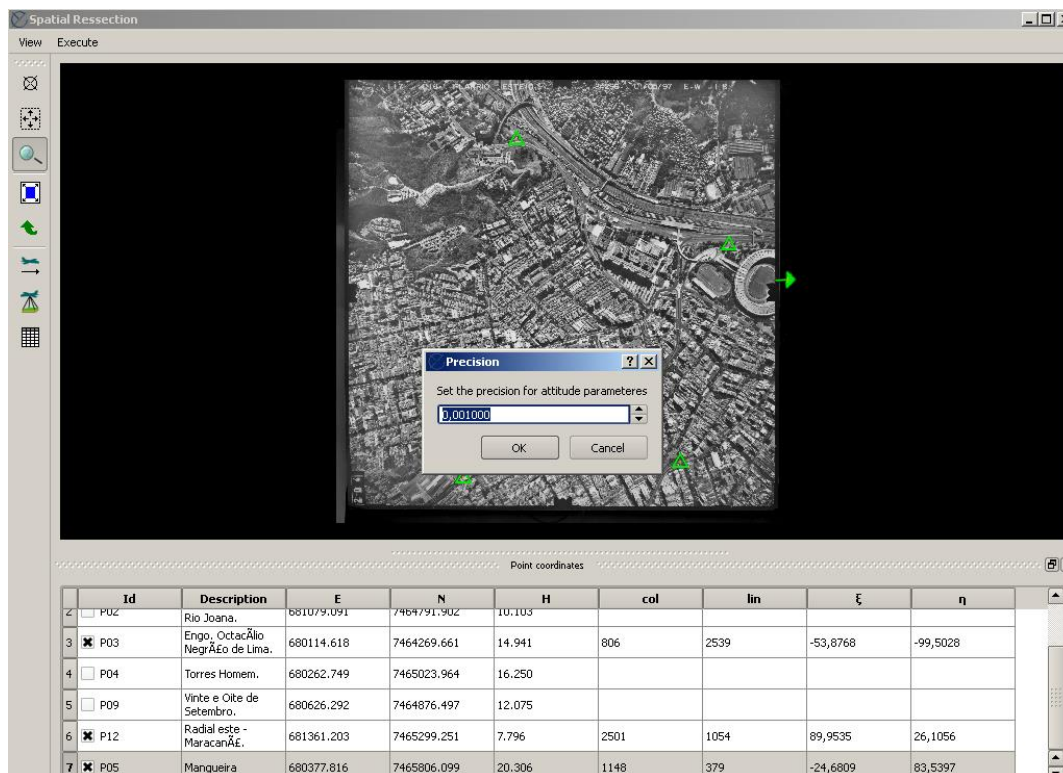 Spatial Ressection
View Execute
Precision
Set the precision for attitude parameteres
0,001000
OK Cancel
Point coordinates
Id Description E N H col lin ξ η
2 P02 Rio Joana. 681079.091 7464791.902 10.103
3 P03 Engo. OctacÃlio NegrÃ£o de Lima. 680114.618 7464269.661 14.941 806 2539 -53,8768 -99,5028
4 P04 Torres Homem. 680262.749 7465023.964 16.250
5 P09 Vinte e Oite de Setembro. 680626.292 7464876.497 12.075
6 P12 Radial este - MaracanÃ£. 681361.203 7465299.251 7.796 2501 1054 89,9535 26,1056
7 P05 Mangueira 680377.816 7465806.099 20.306 1148 379 -24,6809 83,5397